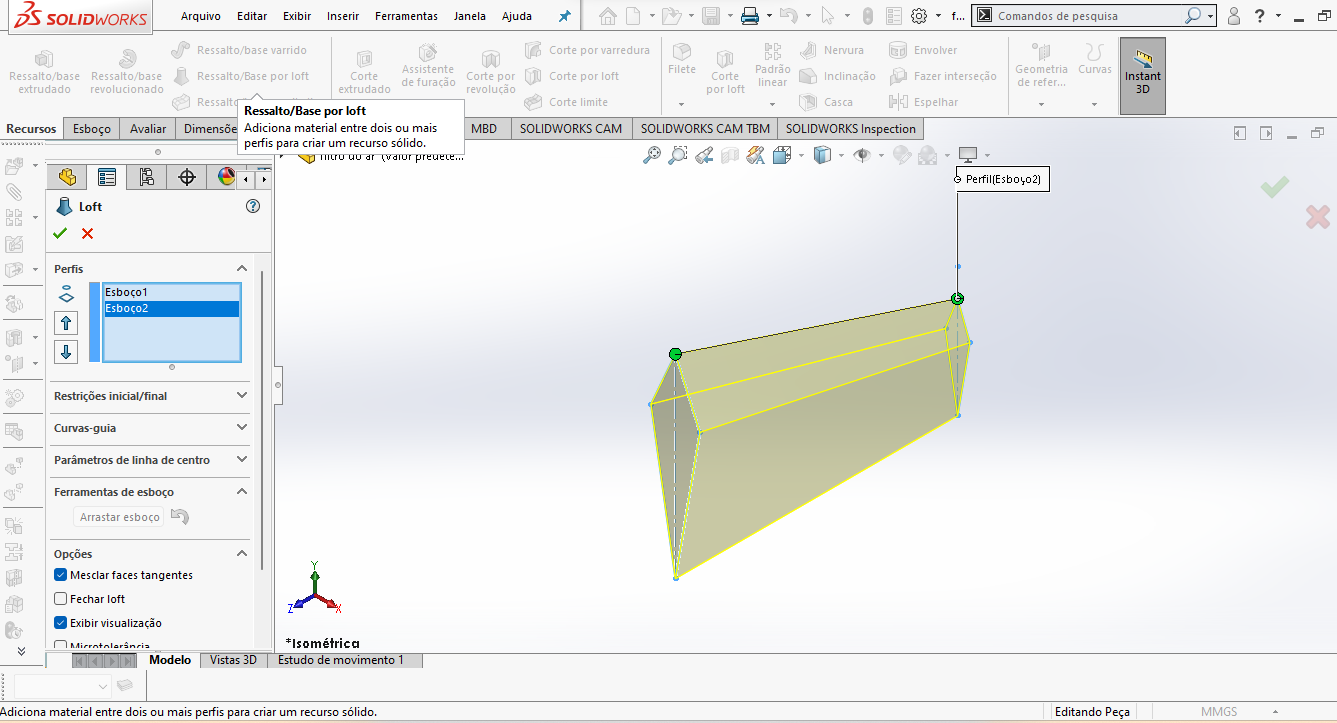 SOLIDWORKS
Arquivo Editar Exibir Inserir Ferramentas Janela Ajuda
f...
Comandos de pesquisa
Ressalto/base extrudado
Ressalto/base revolucionado
Ressalto/base varrido
Ressalto/Base por loft
Corte extrudado
Assistente de furação
Corte por revolução
Corte por varredura
Corte por loft
Corte limite
Filete
Corte por loft
Padrão linear
Nervura
Inclinação
Casca
Envolver
Fazer interseção
Espelhar
Geometria de refer...
Curvas
Instant 3D
Ressalto/Base por loft
Adiciona material entre dois ou mais
perfis para criar um recurso sólido.
Recursos Esboço Avaliar MBD SOLIDWORKS CAM SOLIDWORKS CAM TBM SOLIDWORKS Inspection
Perfil(Esboço2)
Loft
Perfis
Esboço1
Esboço2
Restrições inicial/final
Curvas-guia
Parâmetros de linha de centro
Ferramentas de esboço
Arrastar esboço
Opções
Mesclar faces tangentes
Fechar loft
Exibir visualização
Microtolerância
Y
Z
X
*Isométrica
Modelo Vistas 3D Estudo de movimento 1
Adiciona material entre dois ou mais perfis para criar um recurso sólido.
Editando Peça
MMGS